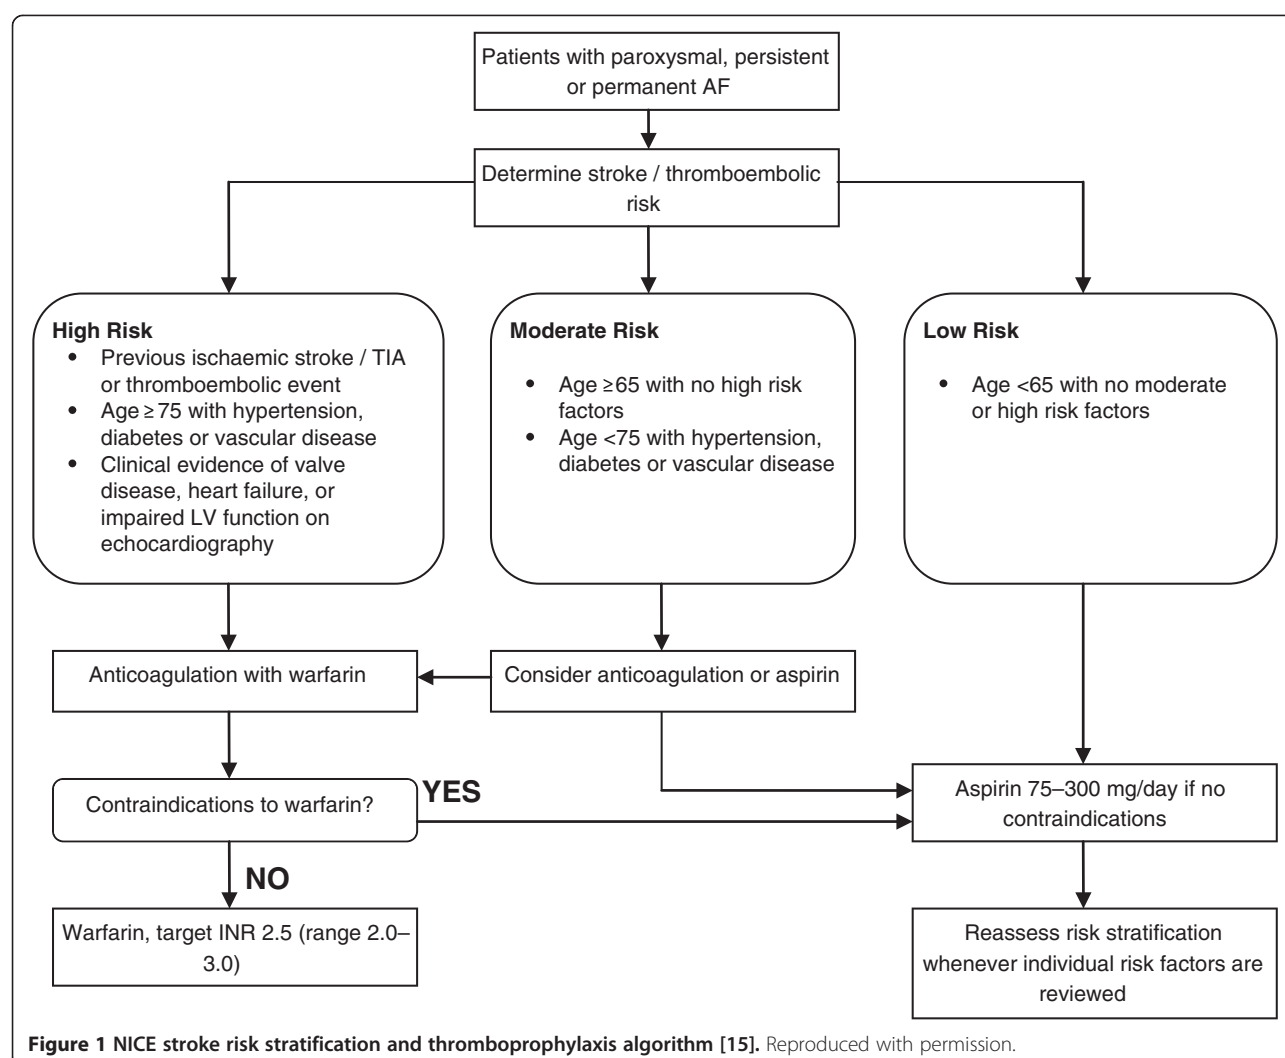 Patients with paroxysmal, persistent
or permanent AF
Determine stroke / thromboembolic
risk
High Risk
• Previous ischaemic stroke / TIA
or thromboembolic event
• Age ≥ 75 with hypertension,
diabetes or vascular disease
• Clinical evidence of valve
disease, heart failure, or
impaired LV function on
echocardiography
Moderate Risk
• Age ≥65 with no high risk
factors
• Age <75 with hypertension,
diabetes or vascular disease
Low Risk
• Age <65 with no moderate
or high risk factors
Anticoagulation with warfarin
Consider anticoagulation or aspirin
Contraindications to warfarin?
YES
Aspirin 75–300 mg/day if no
contraindications
NO
Warfarin, target INR 2.5 (range 2.0–
3.0)
Reassess risk stratification
whenever individual risk factors are
reviewed
Figure 1 NICE stroke risk stratification and thromboprophylaxis algorithm [15]. Reproduced with permission.